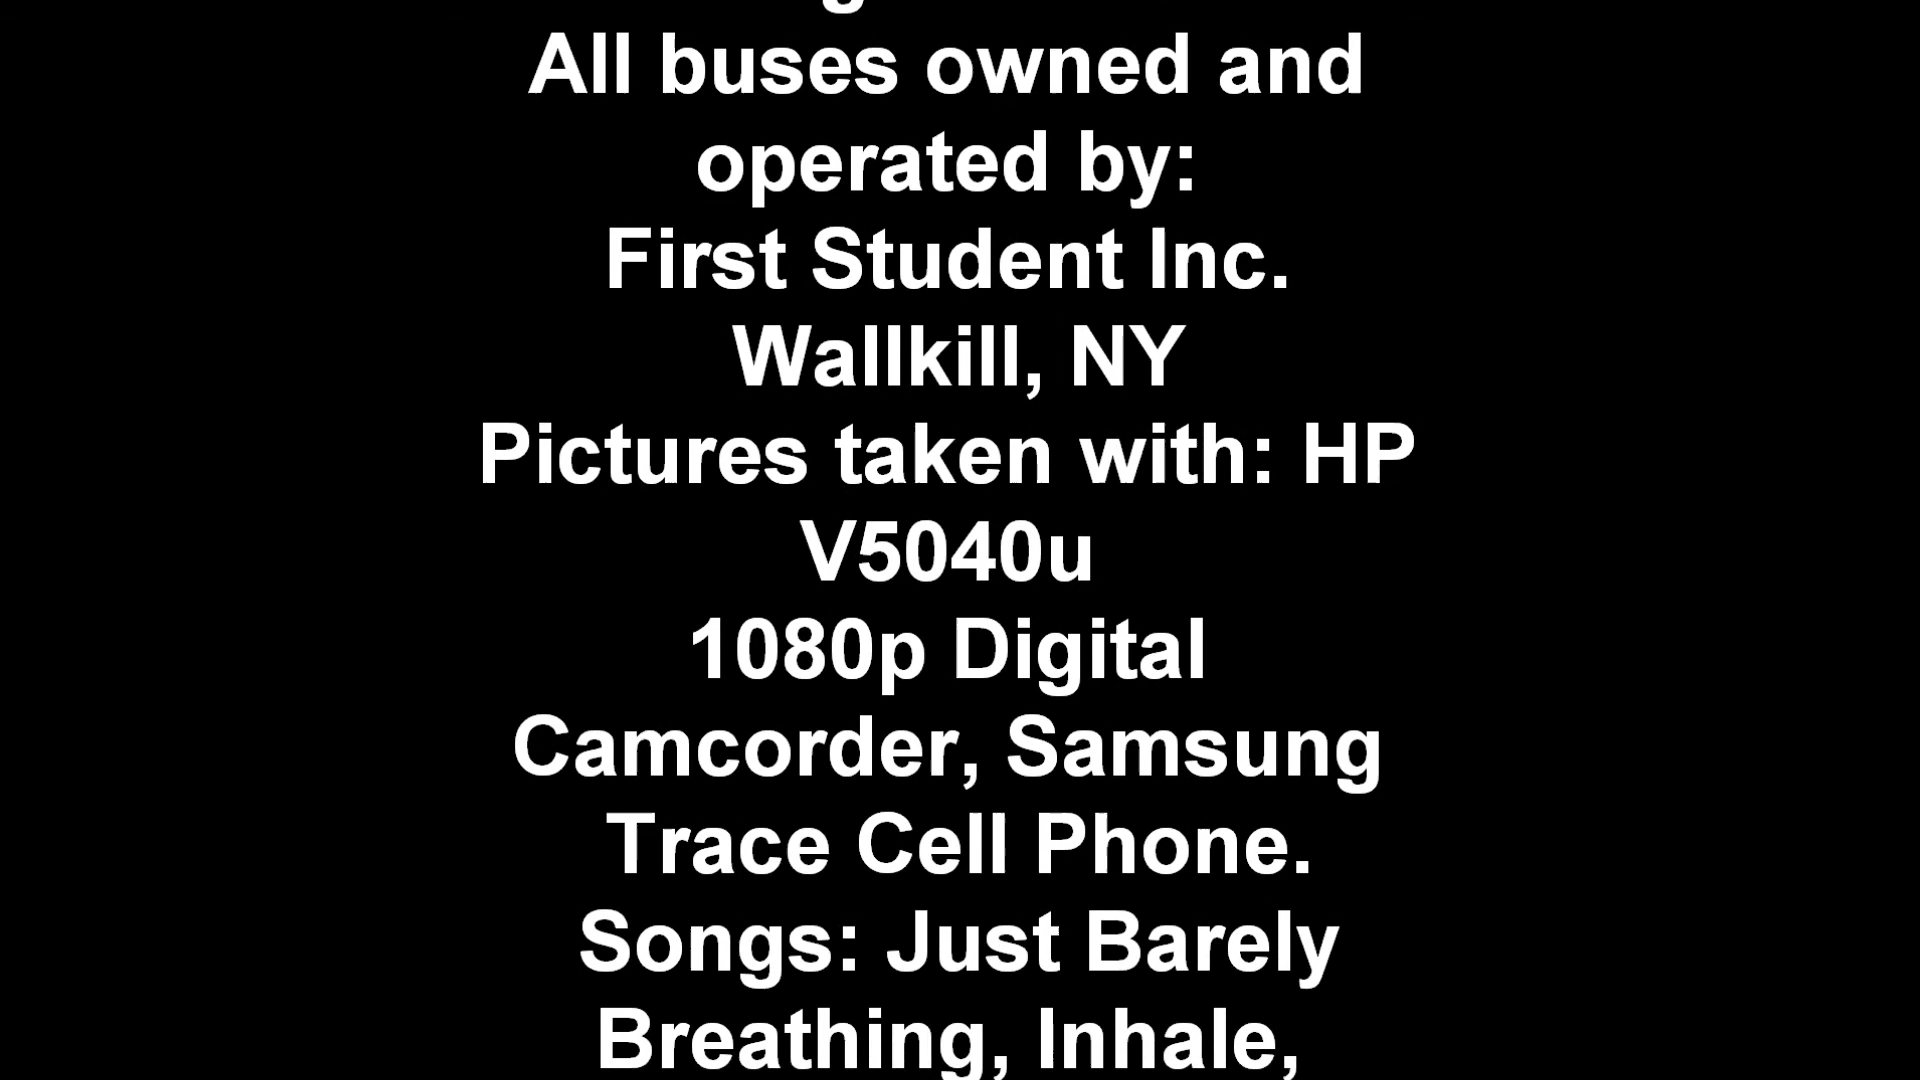 All buses owned and
operated by:
First Student Inc.
Wallkill, NY
Pictures taken with: HP
V5040u
1080p Digital
Camcorder, Samsung
Trace Cell Phone.
Songs: Just Barely
Breathing, Inhale,